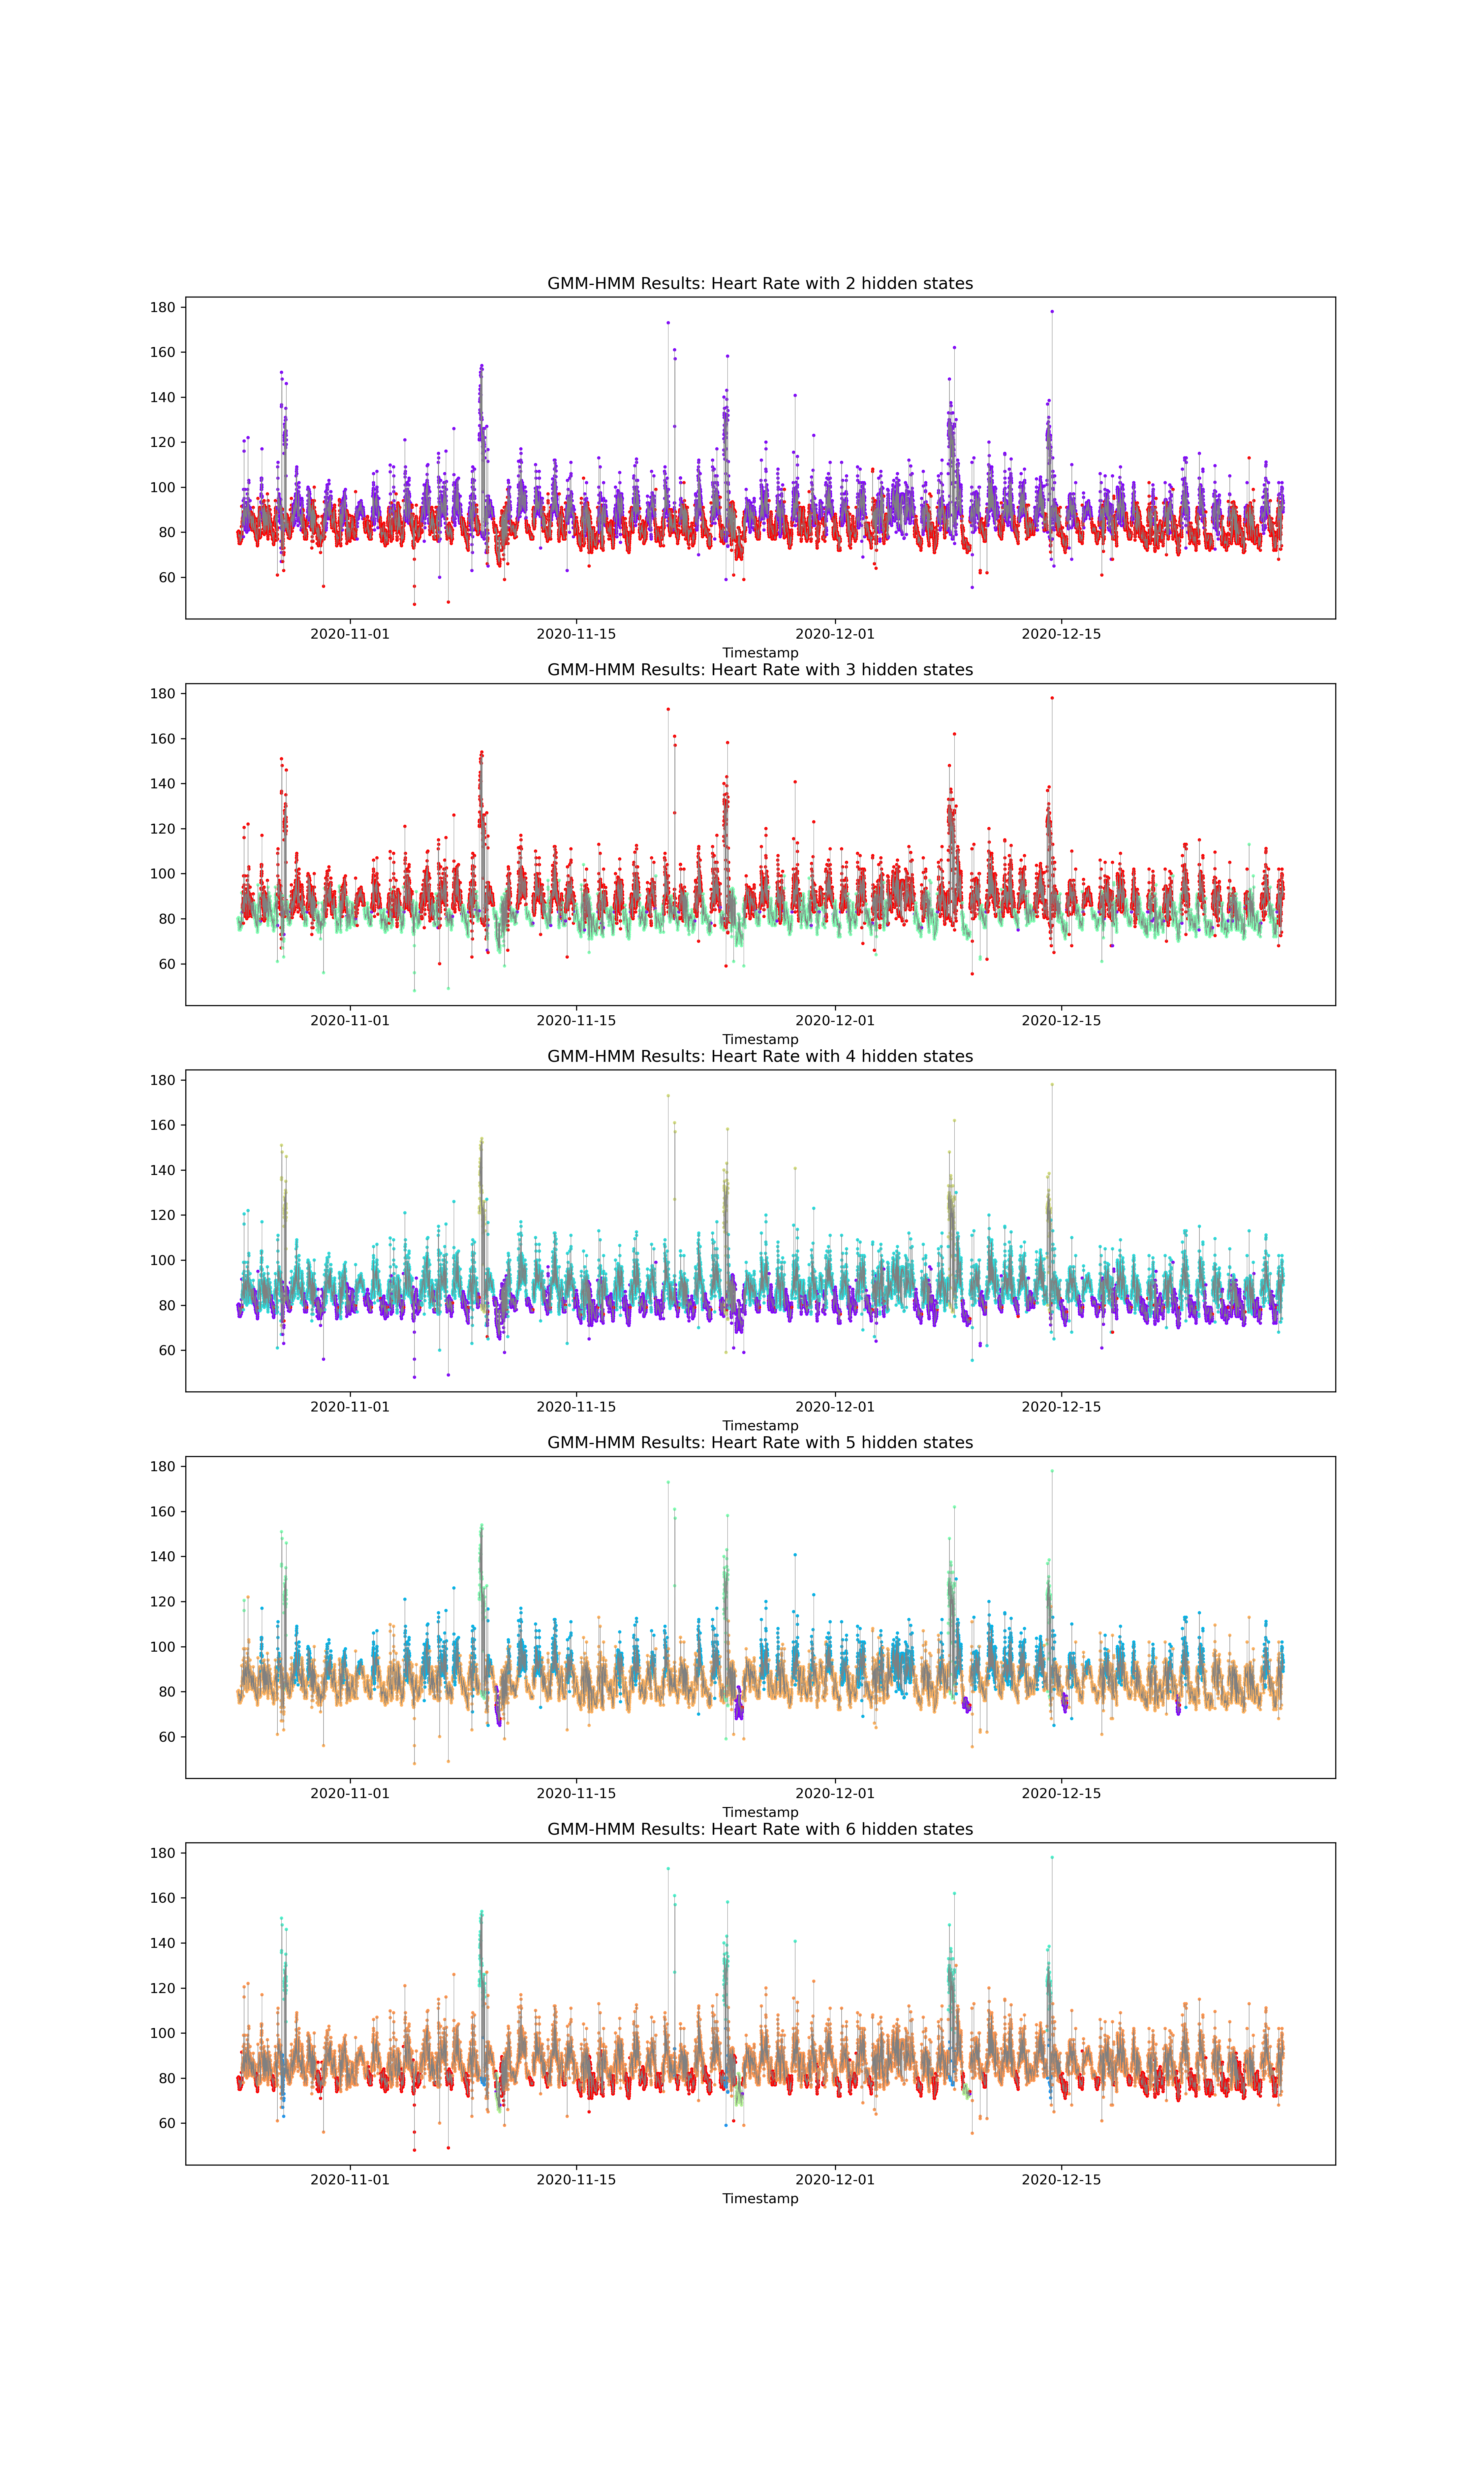 GMM-HMM Results: Heart Rate with 2 hidden states
180
160
140
120
100
80
60
2020-11-01 2020-11-15 2020-12-01 2020-12-15
Timestamp
GMM-HMM Results: Heart Rate with 3 hidden states
180
160
140
120
100
80
60
2020-11-01 2020-11-15 2020-12-01 2020-12-15
Timestamp
GMM-HMM Results: Heart Rate with 4 hidden states
180
160
140
120
100
80
60
2020-11-01 2020-11-15 2020-12-01 2020-12-15
Timestamp
GMM-HMM Results: Heart Rate with 5 hidden states
180
160
140
120
100
80
60
2020-11-01 2020-11-15 2020-12-01 2020-12-15
Timestamp
GMM-HMM Results: Heart Rate with 6 hidden states
180
160
140
120
100
80
60
2020-11-01 2020-11-15 2020-12-01 2020-12-15
Timestamp